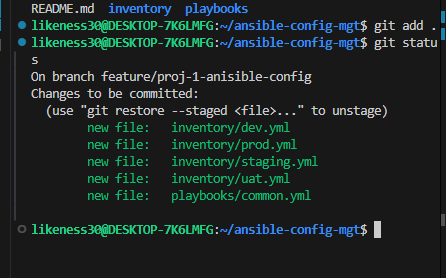 README.md  inventory  playbooks
likeness30@DESKTOP-7K6LMFG:~/ansible-config-mgt$ git add .
likeness30@DESKTOP-7K6LMFG:~/ansible-config-mgt$ git statu
s
On branch feature/proj-1-anisible-config
Changes to be committed:
  (use "git restore --staged <file>..." to unstage)
        new file:   inventory/dev.yml
        new file:   inventory/prod.yml
        new file:   inventory/staging.yml
        new file:   inventory/uat.yml
        new file:   playbooks/common.yml
likeness30@DESKTOP-7K6LMFG:~/ansible-config-mgt$